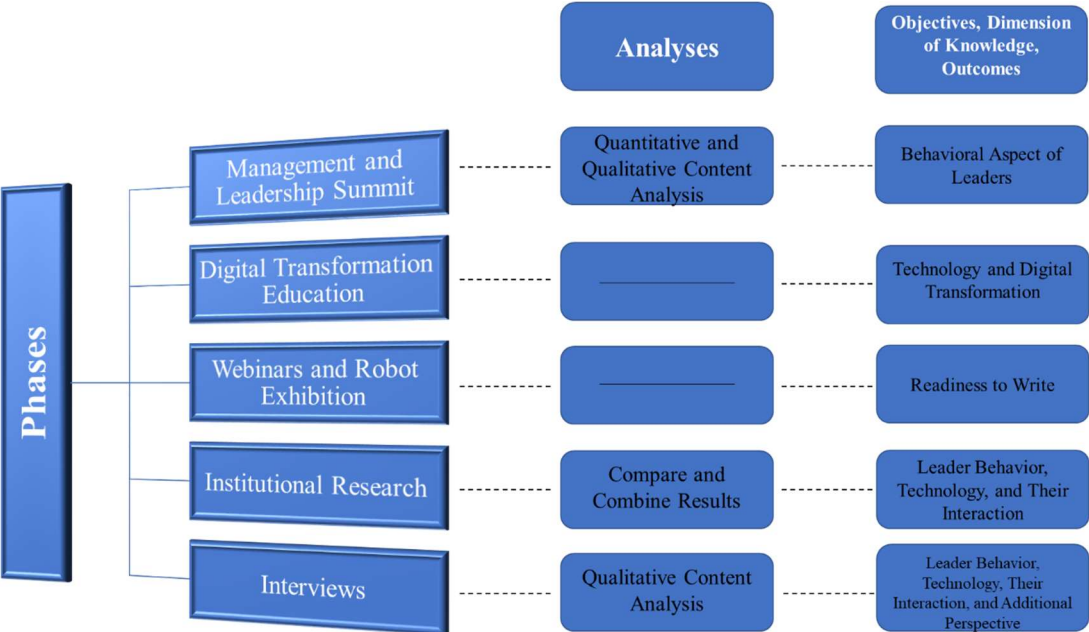 Analyses
Objectives, Dimension
of Knowledge,
Outcomes
Phases
Management and
Leadership Summit
Quantitative and
Qualitative Content
Analysis
Behavioral Aspect of
Leaders
Digital Transformation
Education
Technology and Digital
Transformation
Webinars and Robot
Exhibition
Readiness to Write
Institutional Research
Compare and
Combine Results
Leader Behavior,
Technology, and Their
Interaction
Interviews
Qualitative Content
Analysis
Leader Behavior,
Technology, Their
Interaction, and Additional
Perspective